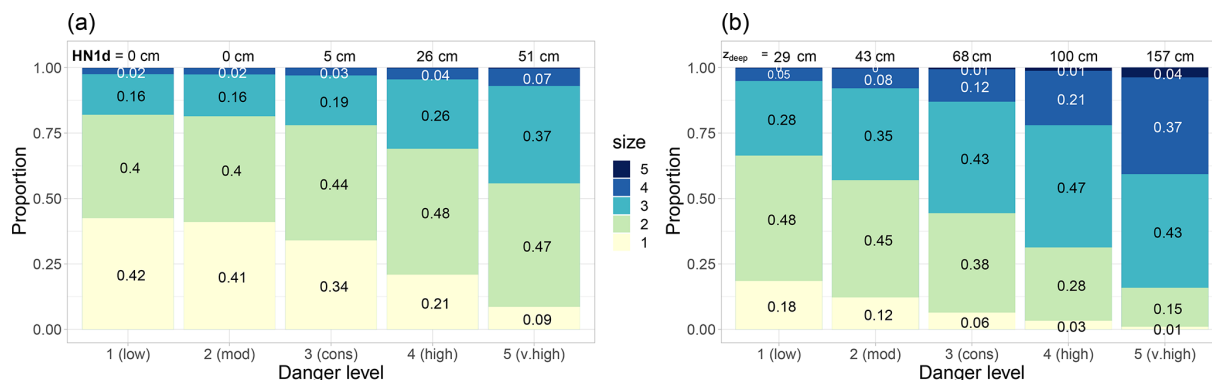 (a)
HN1d = 0 cm 0 cm 5 cm 26 cm 51 cm
1.00
0.75
0.50
0.25
0.00
Proportion
0.02 0.02 0.03 0.04 0.07
0.16 0.16 0.19 0.26 0.37
0.4 0.4 0.44 0.48 0.47
0.42 0.41 0.34 0.21 0.09
1 (low) 2 (mod) 3 (cons) 4 (high) 5 (v.high)
Danger level
size
5
4
3
2
1
(b)
zdeep = 29 cm 43 cm 68 cm 100 cm 157 cm
1.00
0.75
0.50
0.25
0.00
Proportion
0 0 0.01 0.01 0.04
0.05 0.08 0.12 0.21 0.37
0.28 0.35 0.43 0.47 0.43
0.48 0.45 0.38 0.28 0.15
0.18 0.12 0.06 0.03 0.01
1 (low) 2 (mod) 3 (cons) 4 (high) 5 (v.high)
Danger level